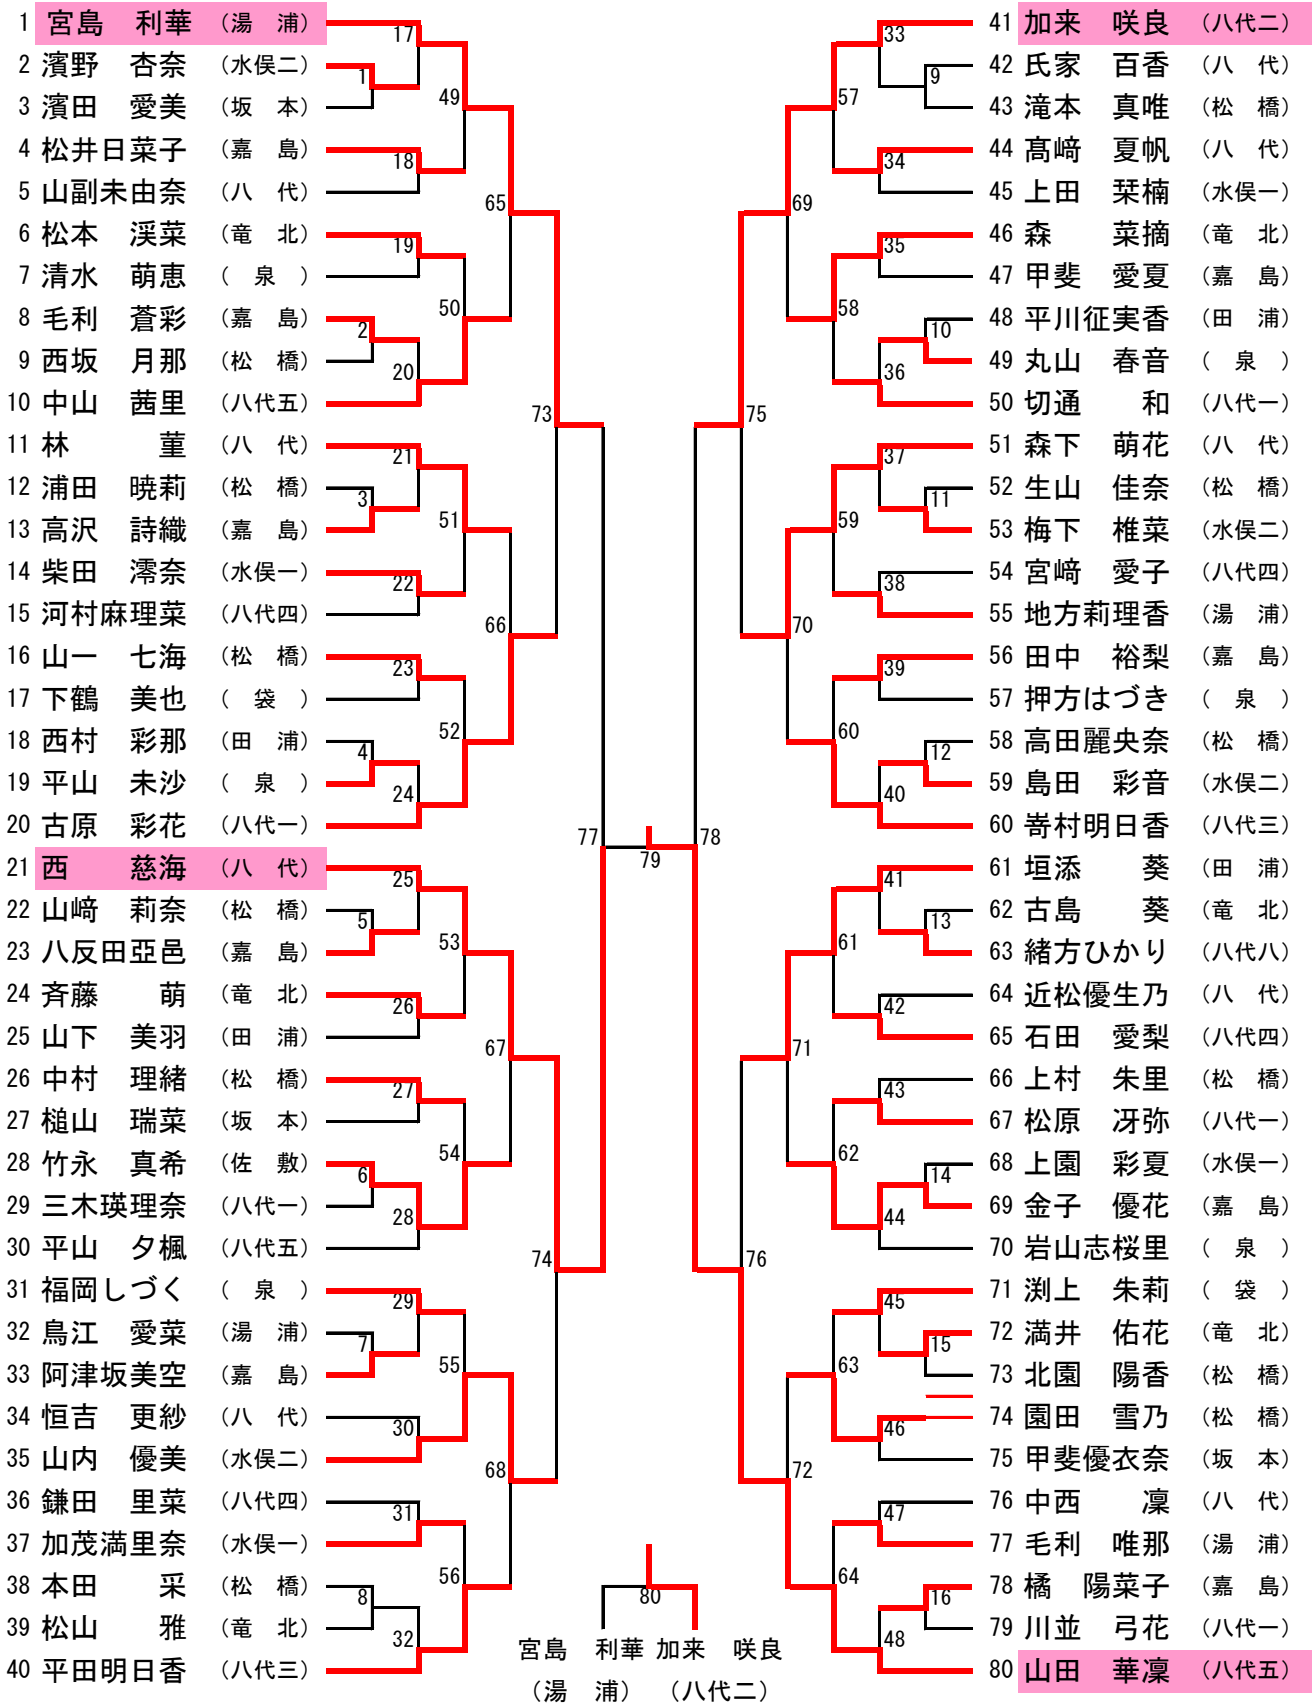 1 宮島　利華 （湯　浦）
2 濱野　杏奈 （水俣二）
3 濱田　愛美 （坂　本）
4 松井日菜子 （嘉　島）
5 山副未由奈 （八　代）
6 松本　渓菜 （竜　北）
7 清水　萌恵 （　泉　）
8 毛利　蒼彩 （嘉　島）
9 西坂　月那 （松　橋）
10 中山　茜里 （八代五）
11 林　　　菫 （八　代）
12 浦田　暁莉 （松　橋）
13 高沢　詩織 （嘉　島）
14 柴田　澪奈 （水俣一）
15 河村麻理菜 （八代四）
16 山一　七海 （松　橋）
17 下鶴　美也 （　袋　）
18 西村　彩那 （田　浦）
19 平山　未沙 （　泉　）
20 古原　彩花 （八代一）
21 西　　慈海 （八　代）
22 山﨑　莉奈 （松　橋）
23 八反田亞邑 （嘉　島）
24 斉藤　　萌 （竜　北）
25 山下　美羽 （田　浦）
26 中村　理緒 （松　橋）
27 槌山　瑞菜 （坂　本）
28 竹永　真希 （佐　敷）
29 三木瑛理奈 （八代一）
30 平山　夕楓 （八代五）
31 福岡しづく （　泉　）
32 鳥江　愛菜 （湯　浦）
33 阿津坂美空 （嘉　島）
34 恒吉　更紗 （八　代）
35 山内　優美 （水俣二）
36 鎌田　里菜 （八代四）
37 加茂満里奈 （水俣一）
38 本田　　采 （松　橋）
39 松山　　雅 （竜　北）
40 平田明日香 （八代三）
17
1
49
18
65
19
50
2
20
73
21
3
51
22
66
23
52
4
24
77
25
5
53
26
67
27
54
6
28
74
29
7
55
30
68
31
56
8
32
79
80
宮島　利華 加来　咲良
（湯　浦） （八代二）
33
9
57
34
69
35
58
10
36
75
37
11
59
38
70
39
60
12
40
78
41
13
61
42
71
43
62
14
44
76
45
15
63
46
72
47
64
16
48
41 加来　咲良 （八代二）
42 氏家　百香 （八　代）
43 滝本　真唯 （松　橋）
44 髙﨑　夏帆 （八　代）
45 上田　栞楠 （水俣一）
46 森　　菜摘 （竜　北）
47 甲斐　愛夏 （嘉　島）
48 平川征実香 （田　浦）
49 丸山　春音 （　泉　）
50 切通　　和 （八代一）
51 森下　萌花 （八　代）
52 生山　佳奈 （松　橋）
53 梅下　椎菜 （水俣二）
54 宮﨑　愛子 （八代四）
55 地方莉理香 （湯　浦）
56 田中　裕梨 （嘉　島）
57 押方はづき （　泉　）
58 高田麗央奈 （松　橋）
59 島田　彩音 （水俣二）
60 嵜村明日香 （八代三）
61 垣添　　葵 （田　浦）
62 古島　　葵 （竜　北）
63 緒方ひかり （八代八）
64 近松優生乃 （八　代）
65 石田　愛梨 （八代四）
66 上村　朱里 （松　橋）
67 松原　冴弥 （八代一）
68 上園　彩夏 （水俣一）
69 金子　優花 （嘉　島）
70 岩山志桜里 （　泉　）
71 渕上　朱莉 （　袋　）
72 満井　佑花 （竜　北）
73 北園　陽香 （松　橋）
74 園田　雪乃 （松　橋）
75 甲斐優衣奈 （坂　本）
76 中西　　凜 （八　代）
77 毛利　唯那 （湯　浦）
78 橘　陽菜子 （嘉　島）
79 川並　弓花 （八代一）
80 山田　華凜 （八代五）